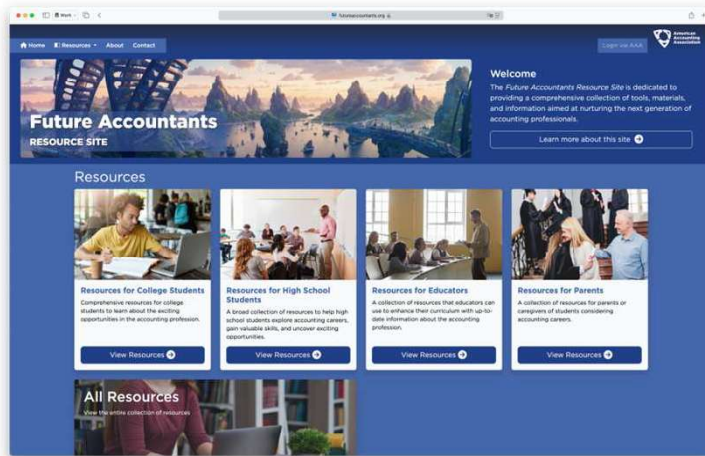 Work
futureaccountants.org
Home
Resources
About
Contact
Login via AAA
American
Accounting
Association
Future Accountants
RESOURCE SITE
Welcome
The Future Accountants Resource Site is dedicated to
providing a comprehensive collection of tools, materials,
and information aimed at nurturing the next generation of
accounting professionals.
Learn more about this site
Resources
Resources for College Students
Comprehensive resources for college
students to learn about the exciting
opportunities in the accounting profession.
View Resources
Resources for High School
Students
A broad collection of resources to help high
school students explore accounting careers,
gain valuable skills, and uncover exciting
opportunities.
View Resources
Resources for Educators
A collection of resources that educators can
use to enhance their curriculum with up-to-
date information about the accounting
profession.
View Resources
Resources for Parents
A collection of resources for parents or
caregivers of students considering
accounting careers.
View Resources
All Resources
View the entire collection of resources